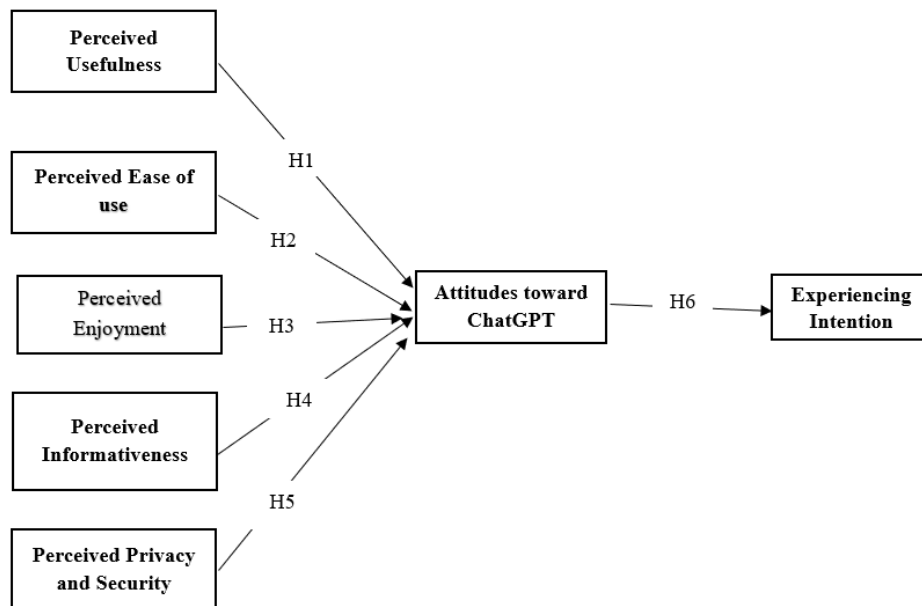 Perceived
Usefulness
H1
Perceived Ease of
use
H2
Perceived
Enjoyment
H3
Attitudes toward
ChatGPT
H6
Experiencing
Intention
Perceived
Informativeness
H4
H5
Perceived Privacy
and Security